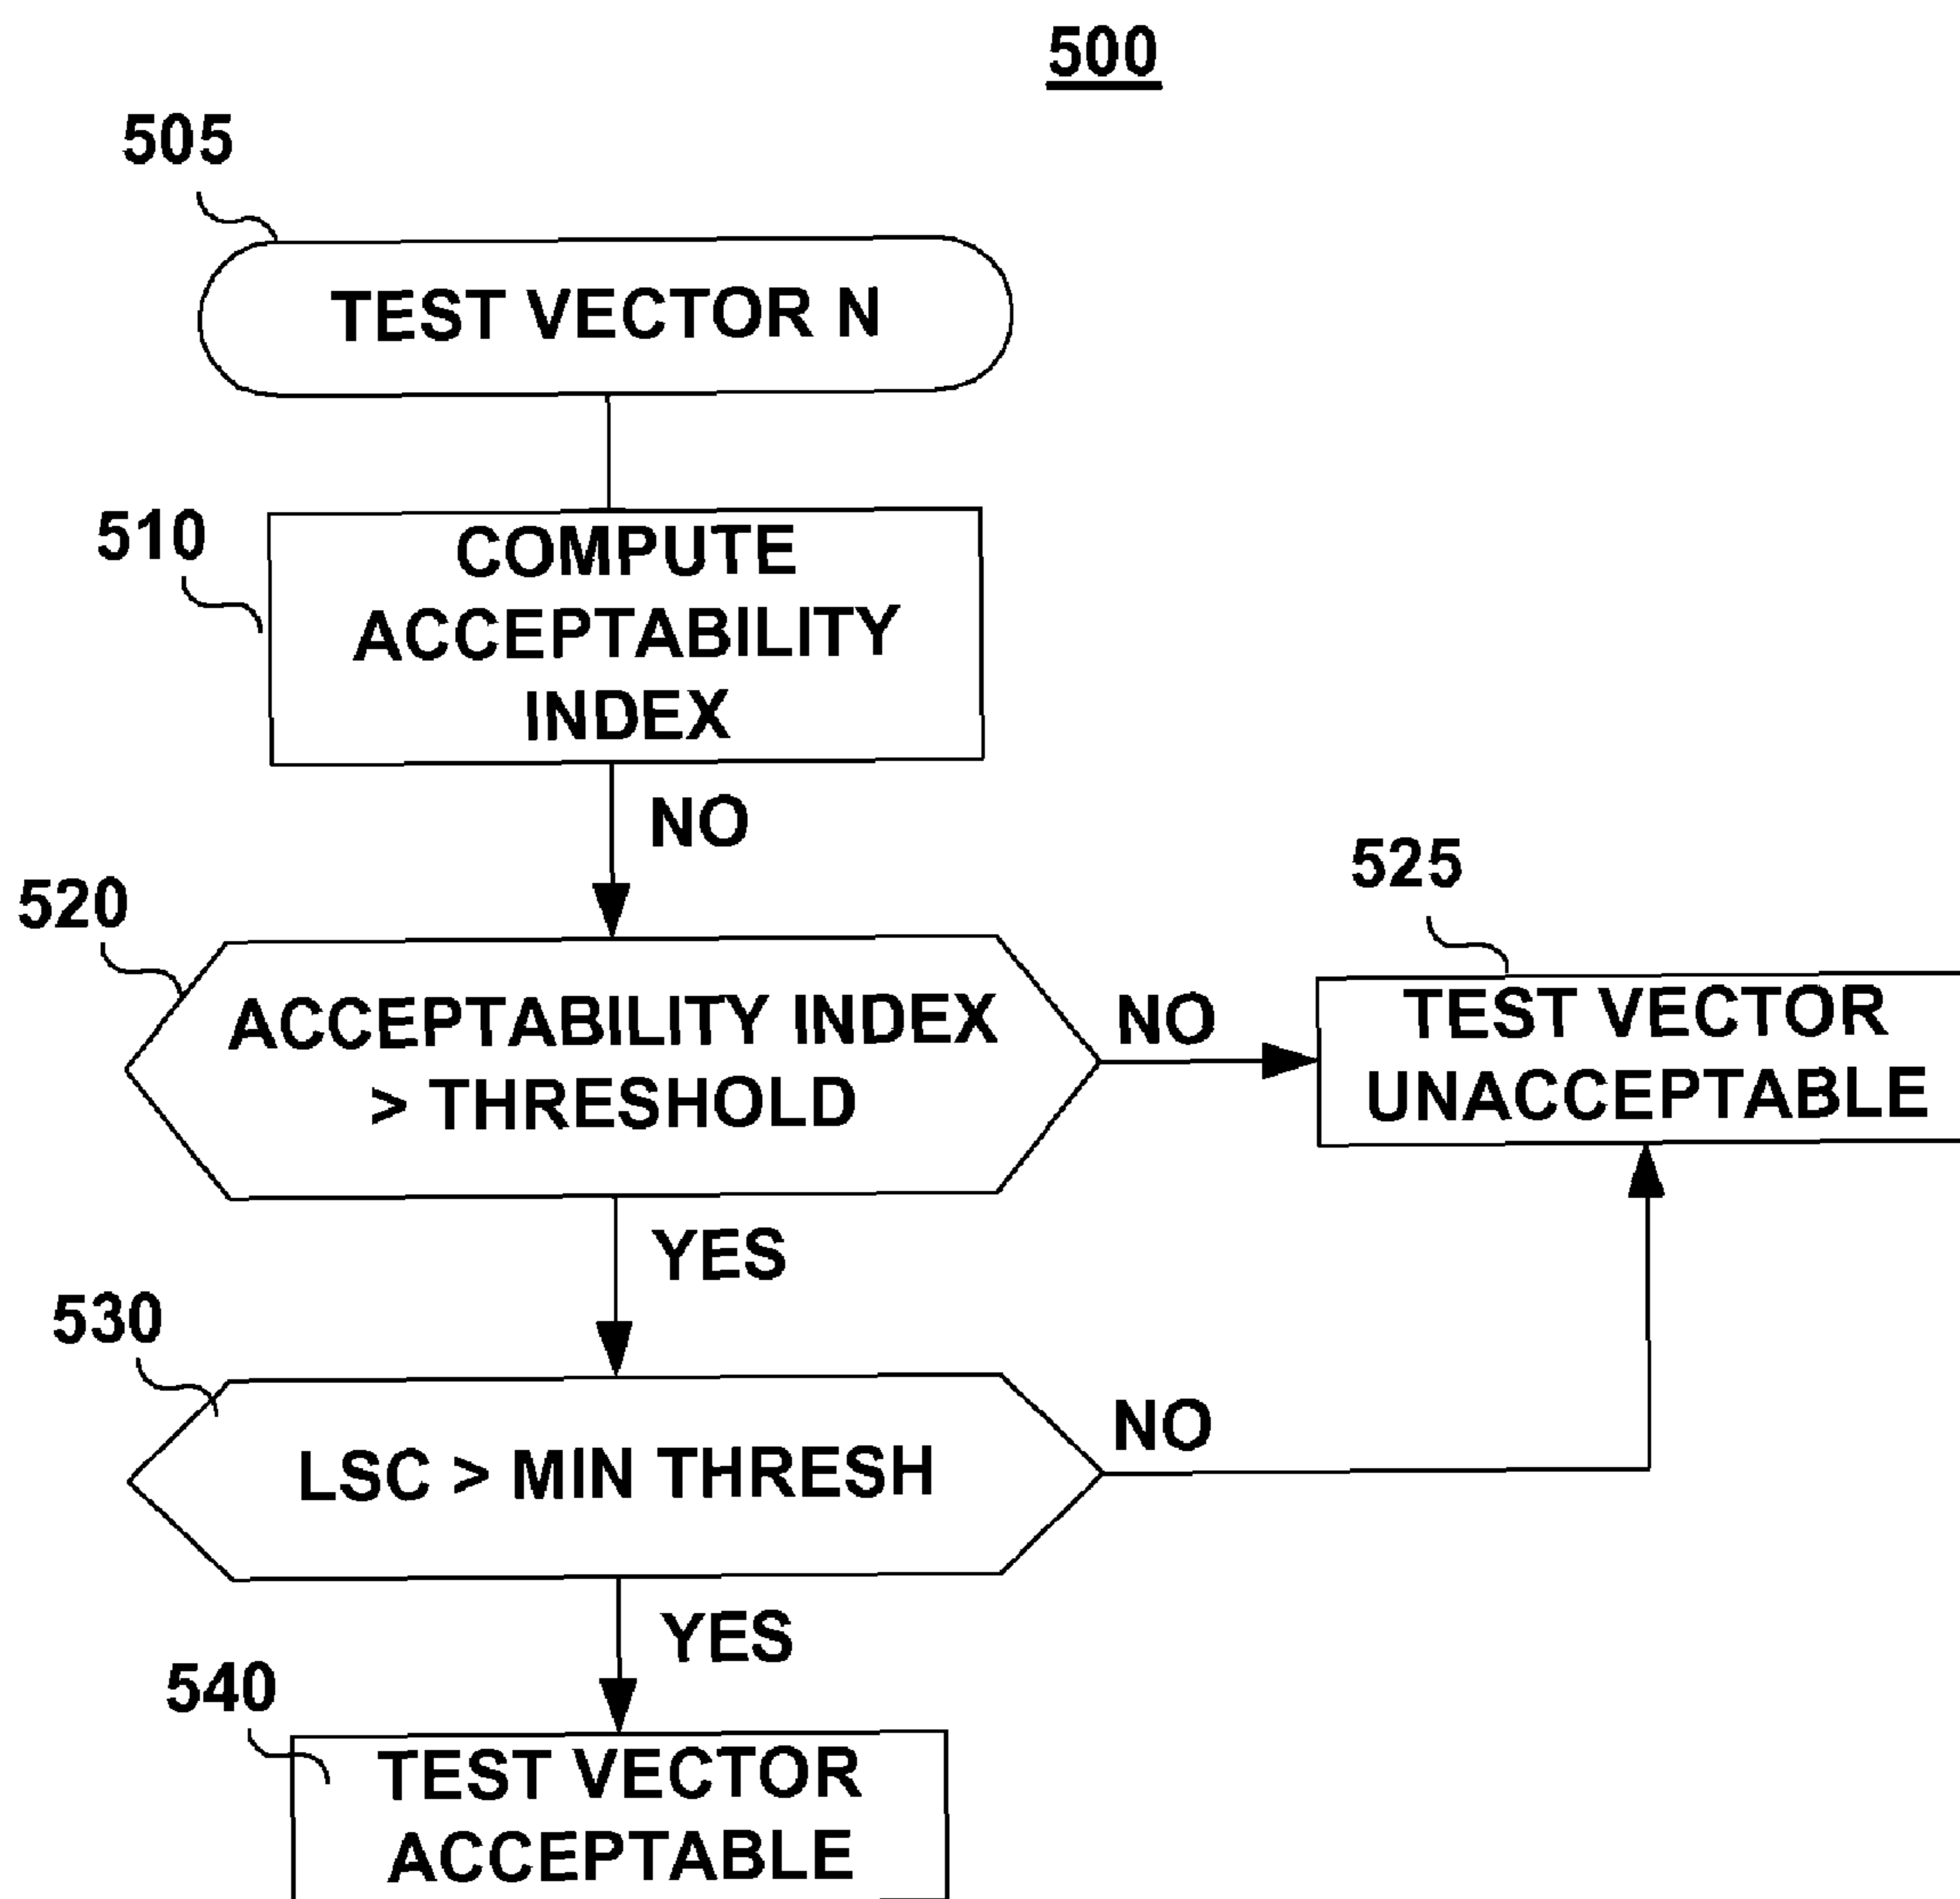 500
505
TEST VECTOR N
510
COMPUTE
ACCEPTABILITY
INDEX
NO
520
ACCEPTABILITY INDEX
> THRESHOLD
NO
525
TEST VECTOR
UNACCEPTABLE
YES
530
LSC > MIN THRESH
NO
YES
540
TEST VECTOR
ACCEPTABLE